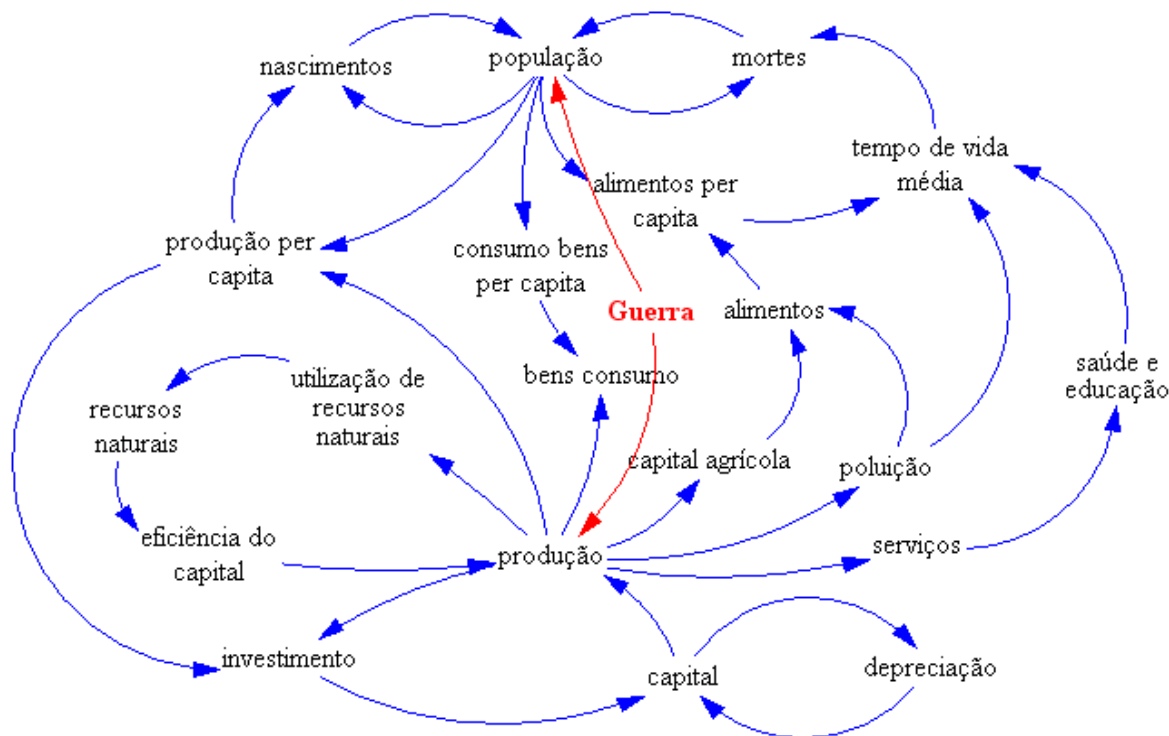 nascimentos
população
mortes
tempo de vida
média
alimentos per
capita
produção per
capita
consumo bens
per capita
Guerra
alimentos
bens consumo
saúde e
educação
utilização de
recursos
naturais
recursos
naturais
capital agrícola
poluição
eficiência do
capital
produção
serviços
investimento
capital
depreciação